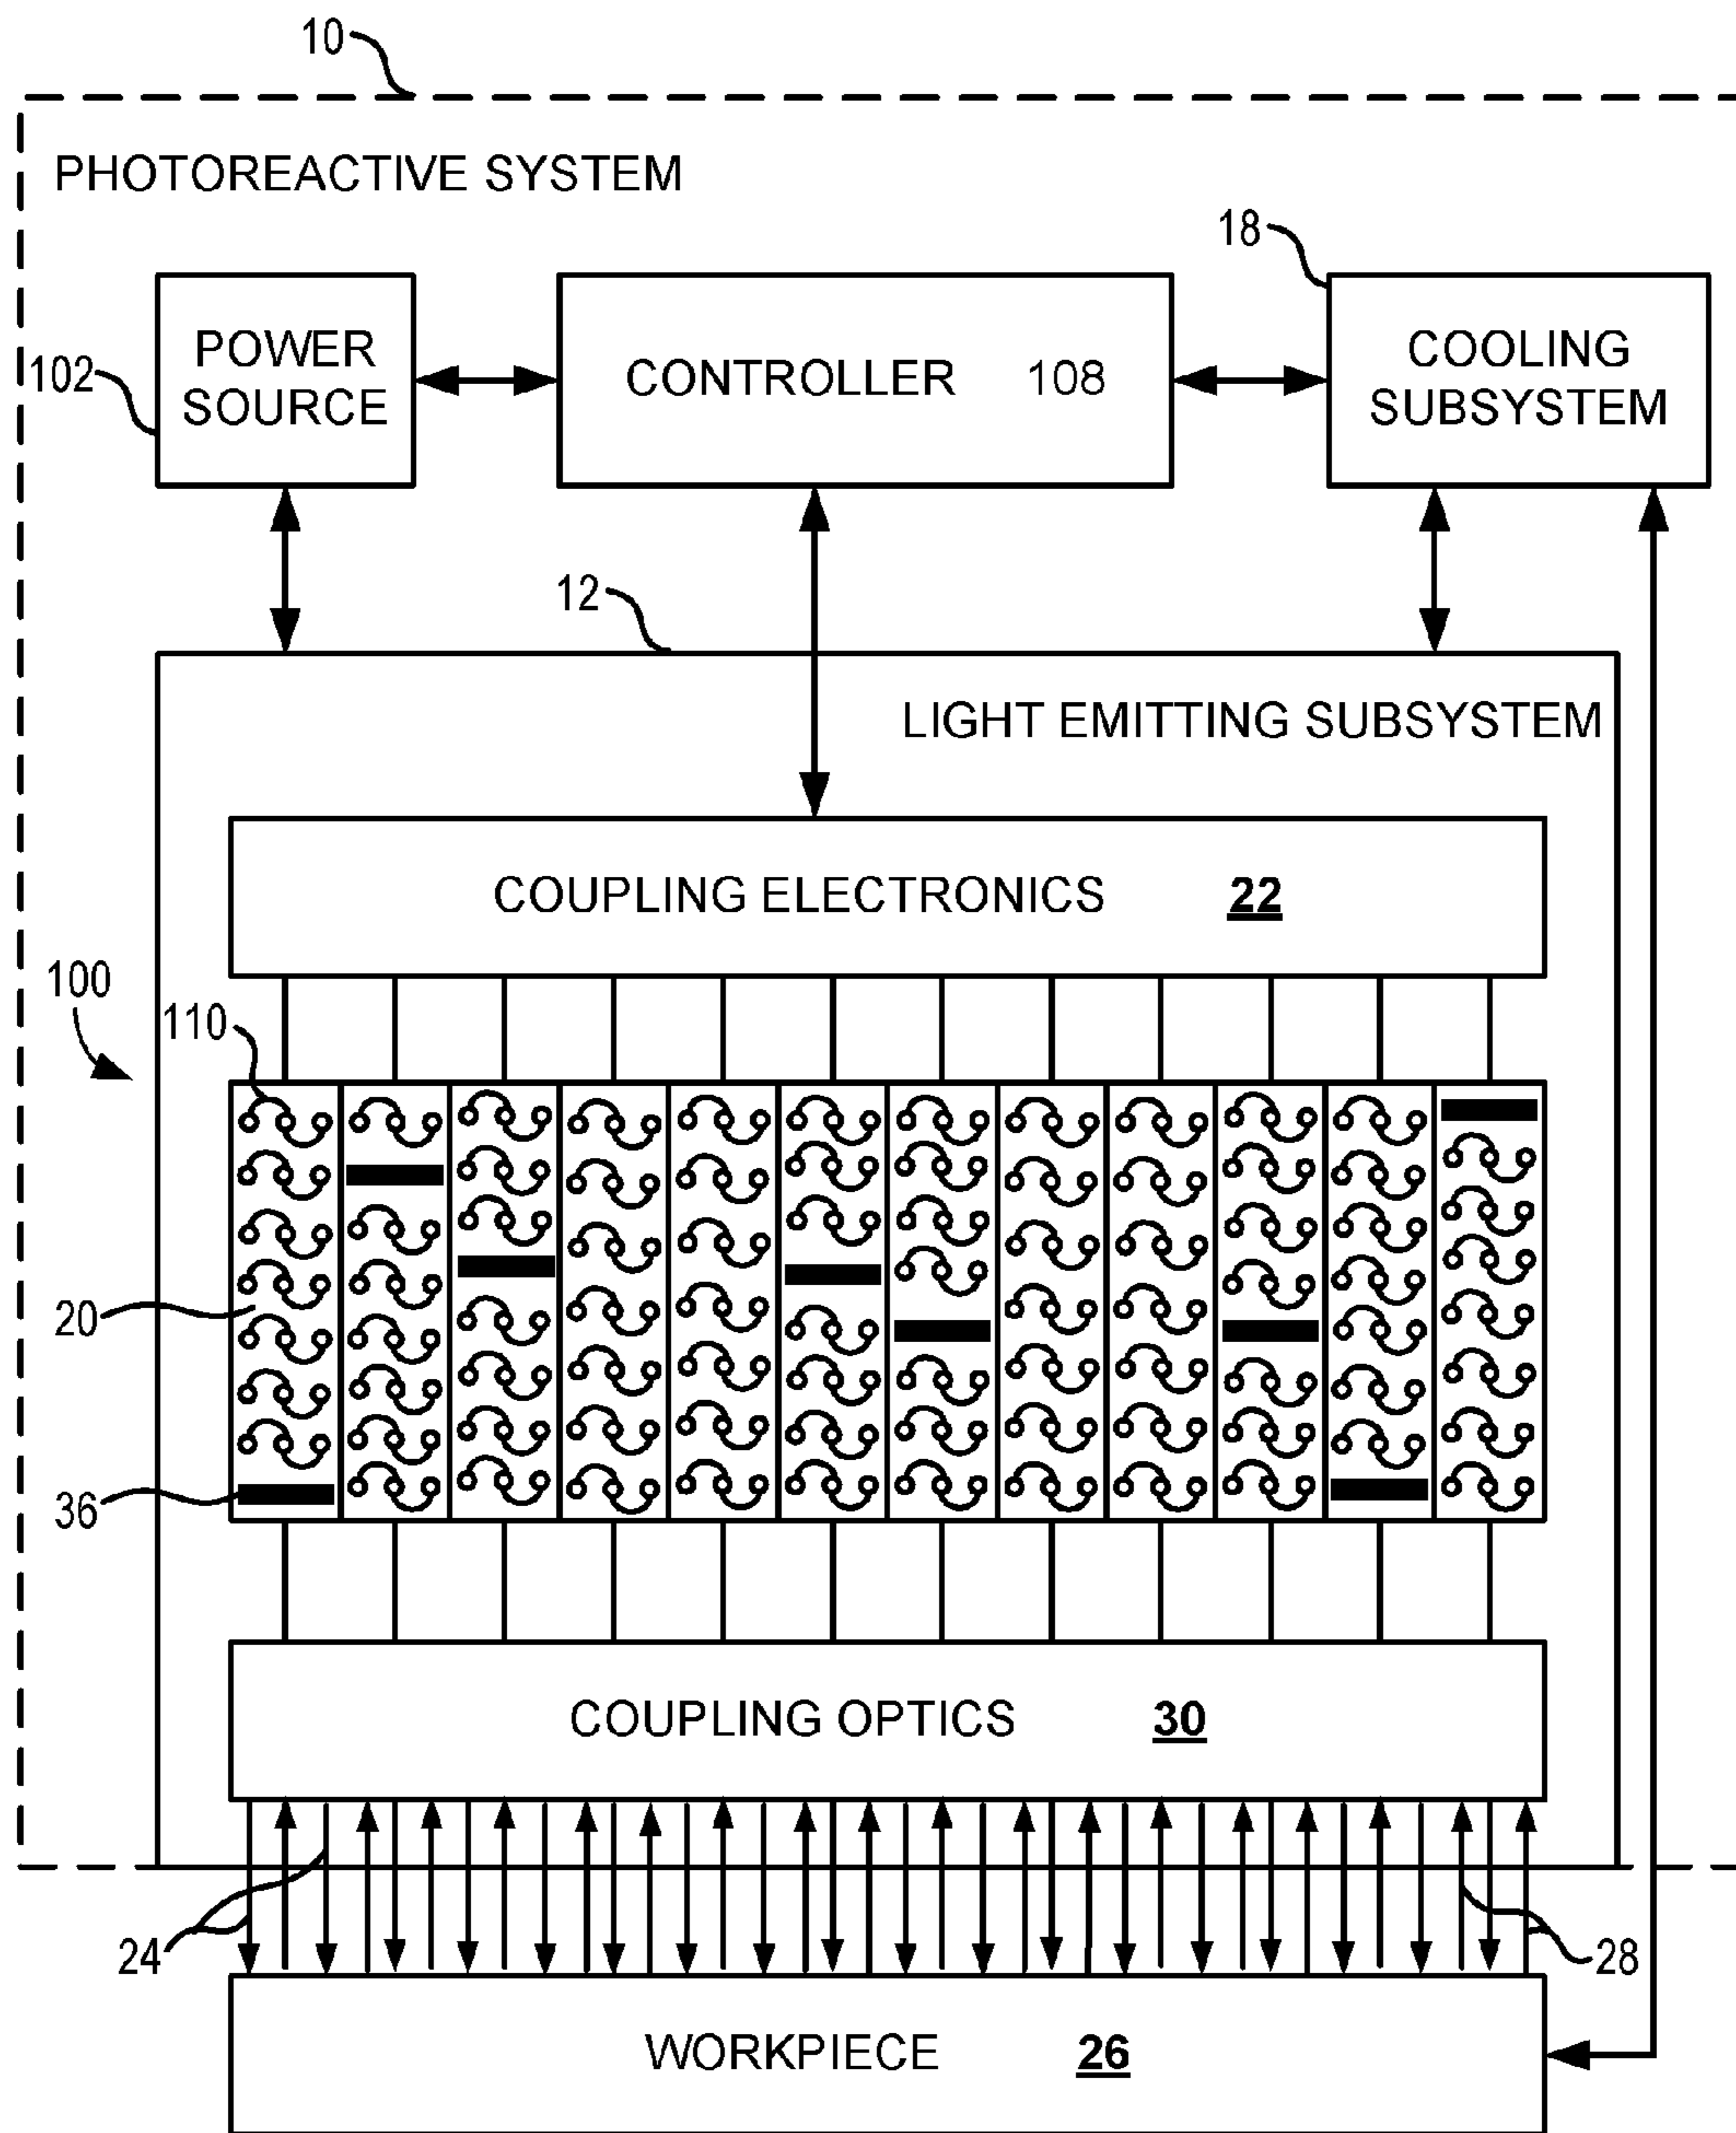 10
PHOTOREACTIVE SYSTEM
18
102
POWER
SOURCE
CONTROLLER 108
COOLING
SUBSYSTEM
12
LIGHT EMITTING SUBSYSTEM
COUPLING ELECTRONICS 22
100
110
20
36
COUPLING OPTICS 30
24
28
WORKPIECE 26